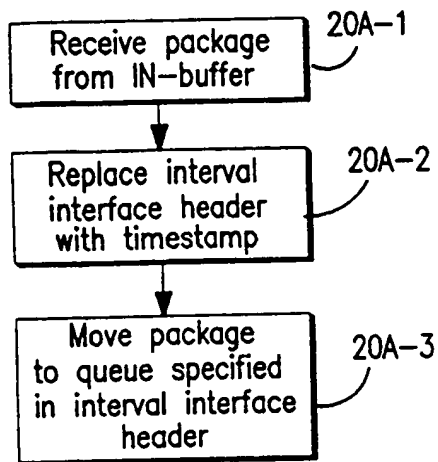 20A-1
Receive package
from IN-buffer
20A-2
Replace interval
interface header
with timestamp
20A-3
Move package
to queue specified
in interval interface
header